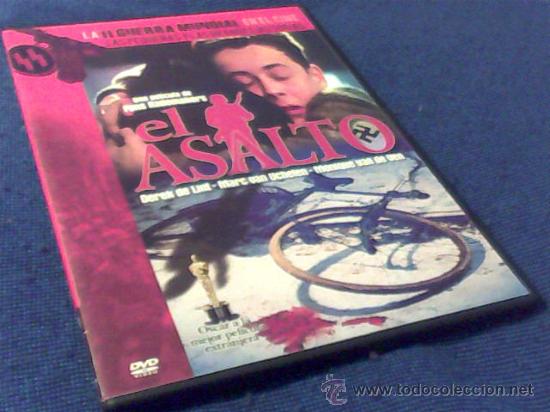 LA II GUERRA MUNDIAL EN EL CINE
una película de
Fons Rademakers
el
ASALTO
Derek de Lint - Marc van Uchelen - Monique van de Ven
Oscar a la
mejor película
extranjera
DVD
VIDEO
© www.todocoleccion.net